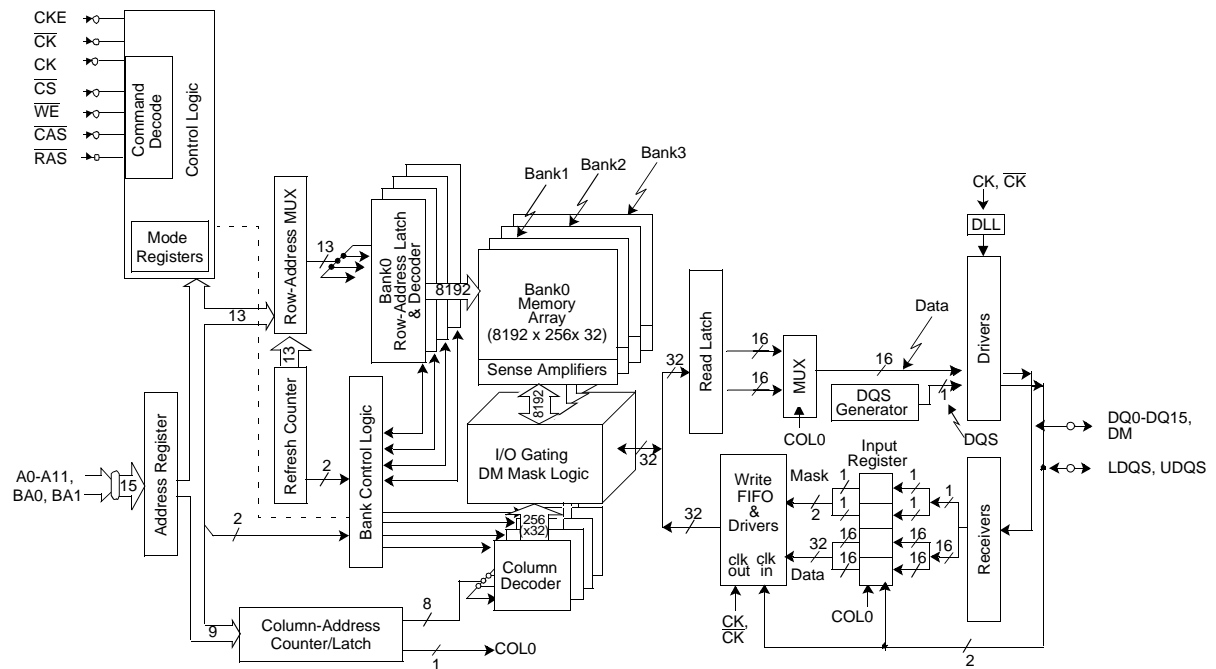 CKE
CK
CK
CS
WE
CAS
RAS
Command
Decode
Control Logic
Mode
Registers
Row-Address MUX
13
13
13
Refresh Counter
2
Bank Control Logic
Bank0
Row-Address Latch
& Decoder
8192
Bank1
Bank2
Bank3
Bank0
Memory
Array
(8192 x 256x 32)
Sense Amplifiers
8192
I/O Gating
DM Mask Logic
256
(x32)
Column
Decoder
A0-A11,
BA0, BA1
15
Address Register
2
9
Column-Address
Counter/Latch
8
1
COL0
32
32
32
Read Latch
16
16
MUX
COL0
16
Data
DQS
Generator
1
DQS
CK, CK
DLL
Drivers
DQ0-DQ15,
DM
LDQS, UDQS
Input
Register
Write
FIFO
&
Drivers
clk
out
clk
in
Mask
2
1
1
1
1
1
32
Data
16
16
16
16
16
Receivers
CK,
CK
COL0
2